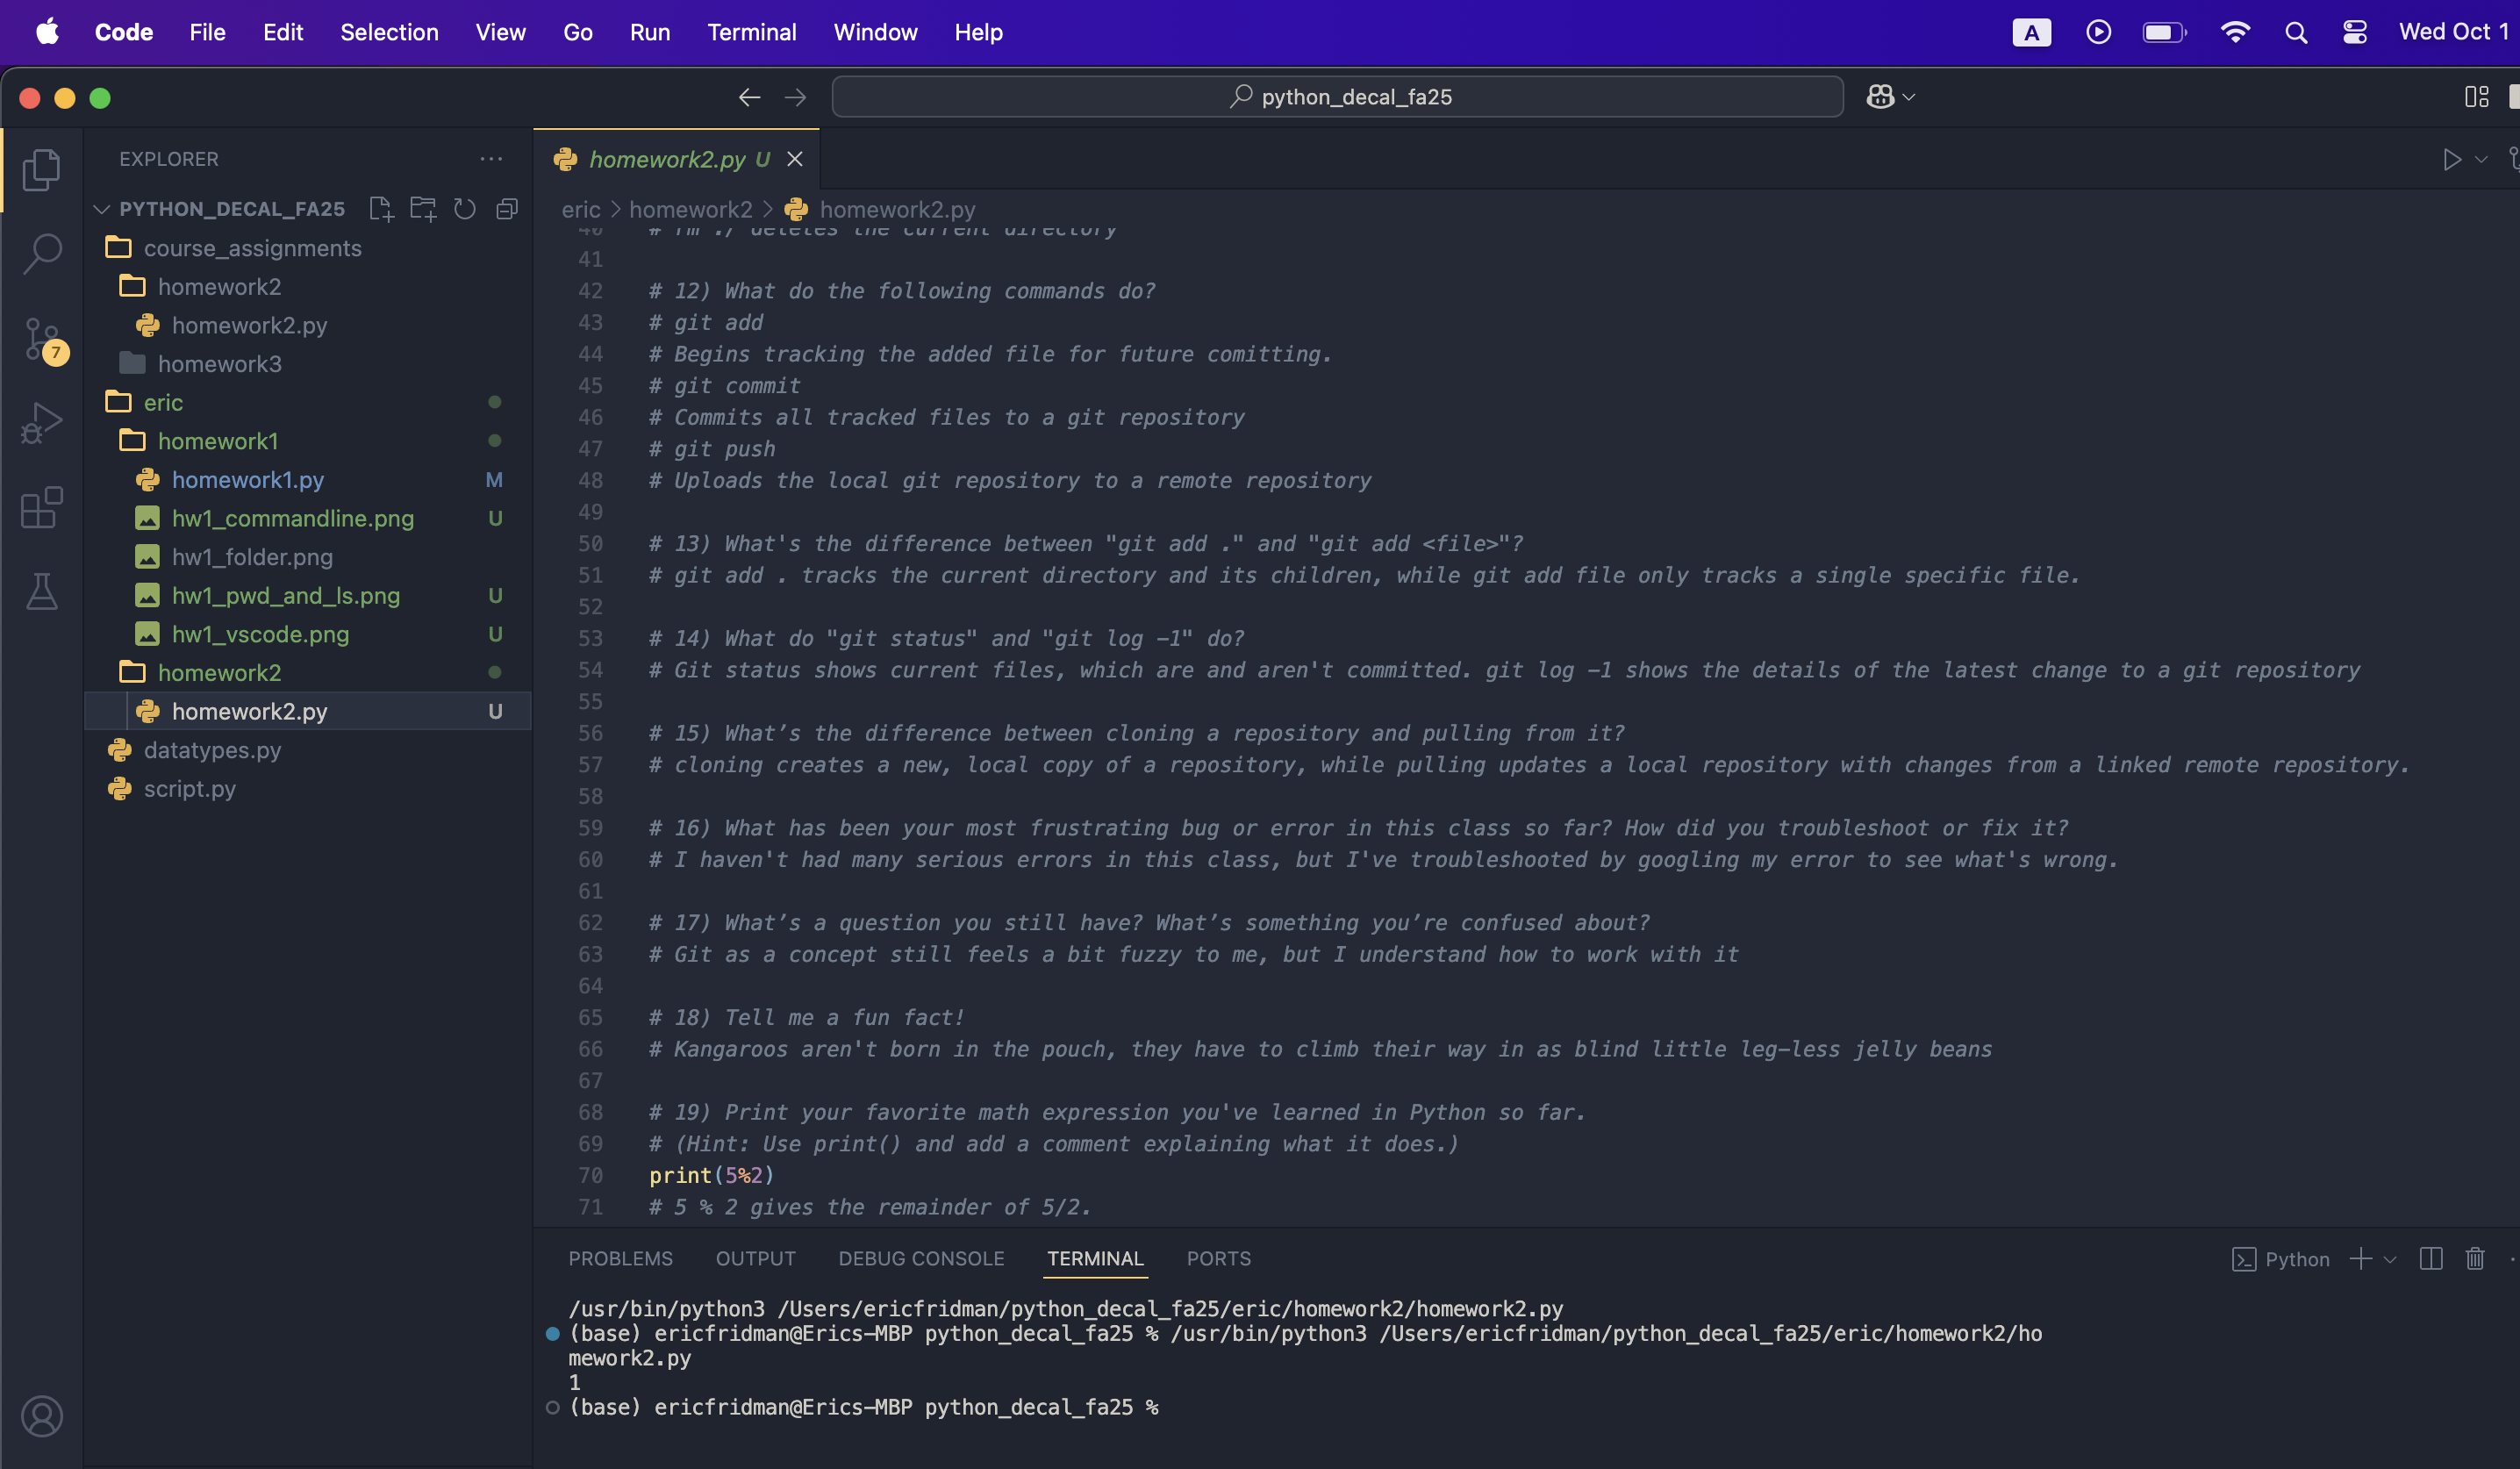 Code File Edit Selection View Go Run Terminal Window Help A Wed Oct 1
python_decal_fa25
EXPLORER
PYTHON_DECAL_FA25
course_assignments
homework2
homework2.py
homework3
7
eric
homework1
homework1.py M
hw1_commandline.png U
hw1_folder.png
hw1_pwd_and_ls.png U
hw1_vscode.png U
homework2
homework2.py U
datatypes.py
script.py
homework2.py U
eric > homework2 > homework2.py
40 # rm ./ deletes the current directory
41
42 # 12) What do the following commands do?
43 # git add
44 # Begins tracking the added file for future comitting.
45 # git commit
46 # Commits all tracked files to a git repository
47 # git push
48 # Uploads the local git repository to a remote repository
49
50 # 13) What's the difference between "git add ." and "git add <file>"?
51 # git add . tracks the current directory and its children, while git add file only tracks a single specific file.
52
53 # 14) What do "git status" and "git log -1" do?
54 # Git status shows current files, which are and aren't committed. git log -1 shows the details of the latest change to a git repository
55
56 # 15) What’s the difference between cloning a repository and pulling from it?
57 # cloning creates a new, local copy of a repository, while pulling updates a local repository with changes from a linked remote repository.
58
59 # 16) What has been your most frustrating bug or error in this class so far? How did you troubleshoot or fix it?
60 # I haven't had many serious errors in this class, but I've troubleshooted by googling my error to see what's wrong.
61
62 # 17) What’s a question you still have? What’s something you’re confused about?
63 # Git as a concept still feels a bit fuzzy to me, but I understand how to work with it
64
65 # 18) Tell me a fun fact!
66 # Kangaroos aren't born in the pouch, they have to climb their way in as blind little leg-less jelly beans
67
68 # 19) Print your favorite math expression you've learned in Python so far.
69 # (Hint: Use print() and add a comment explaining what it does.)
70 print(5%2)
71 # 5 % 2 gives the remainder of 5/2.
PROBLEMS OUTPUT DEBUG CONSOLE TERMINAL PORTS
Python
/usr/bin/python3 /Users/ericfridman/python_decal_fa25/eric/homework2/homework2.py
(base) ericfridman@Erics-MBP python_decal_fa25 % /usr/bin/python3 /Users/ericfridman/python_decal_fa25/eric/homework2/ho
mework2.py
1
(base) ericfridman@Erics-MBP python_decal_fa25 %